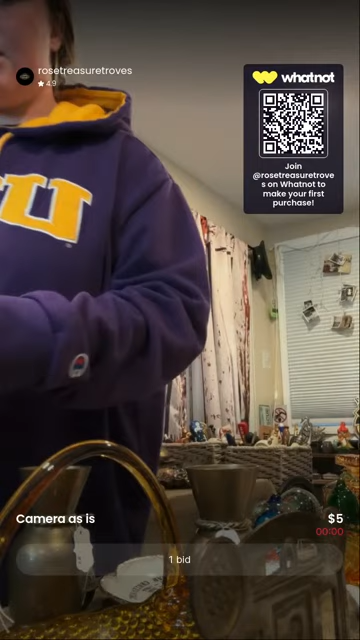 rosetreasuretroves
★ 4.9
whatnot
Join
@rosetreasuretrove
s on Whatnot to
make your first
purchase!
U
Camera as is
$5
00:00
1 bid